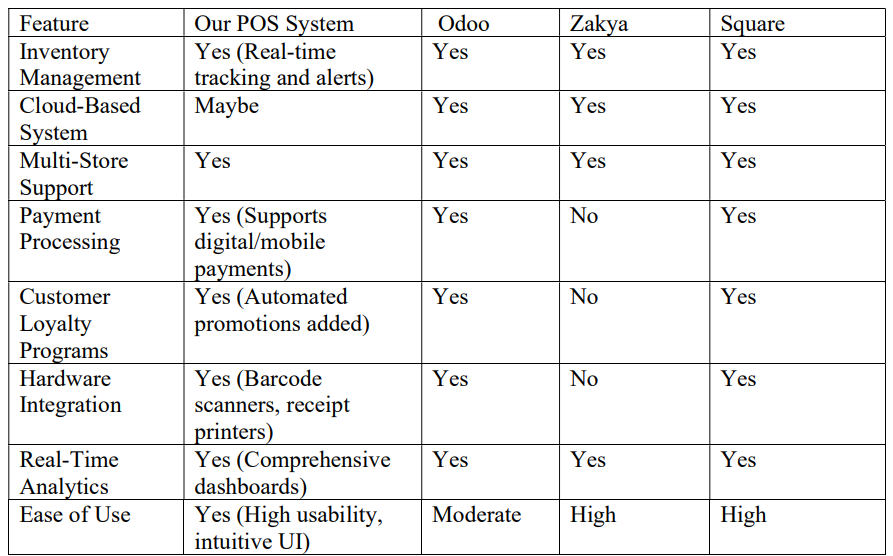 Feature Our POS System Odoo Zakya Square
Inventory Yes (Real-time Yes Yes Yes
Management tracking and alerts)
Cloud-Based Maybe Yes Yes Yes
System
Multi-Store Yes Yes Yes Yes
Support
Payment Yes (Supports Yes No Yes
Processing digital/mobile
payments)
Customer Yes (Automated Yes No Yes
Loyalty promotions added)
Programs
Hardware Yes (Barcode Yes No Yes
Integration scanners, receipt
printers)
Real-Time Yes (Comprehensive Yes Yes Yes
Analytics dashboards)
Ease of Use Yes (High usability, Moderate High High
intuitive UI)